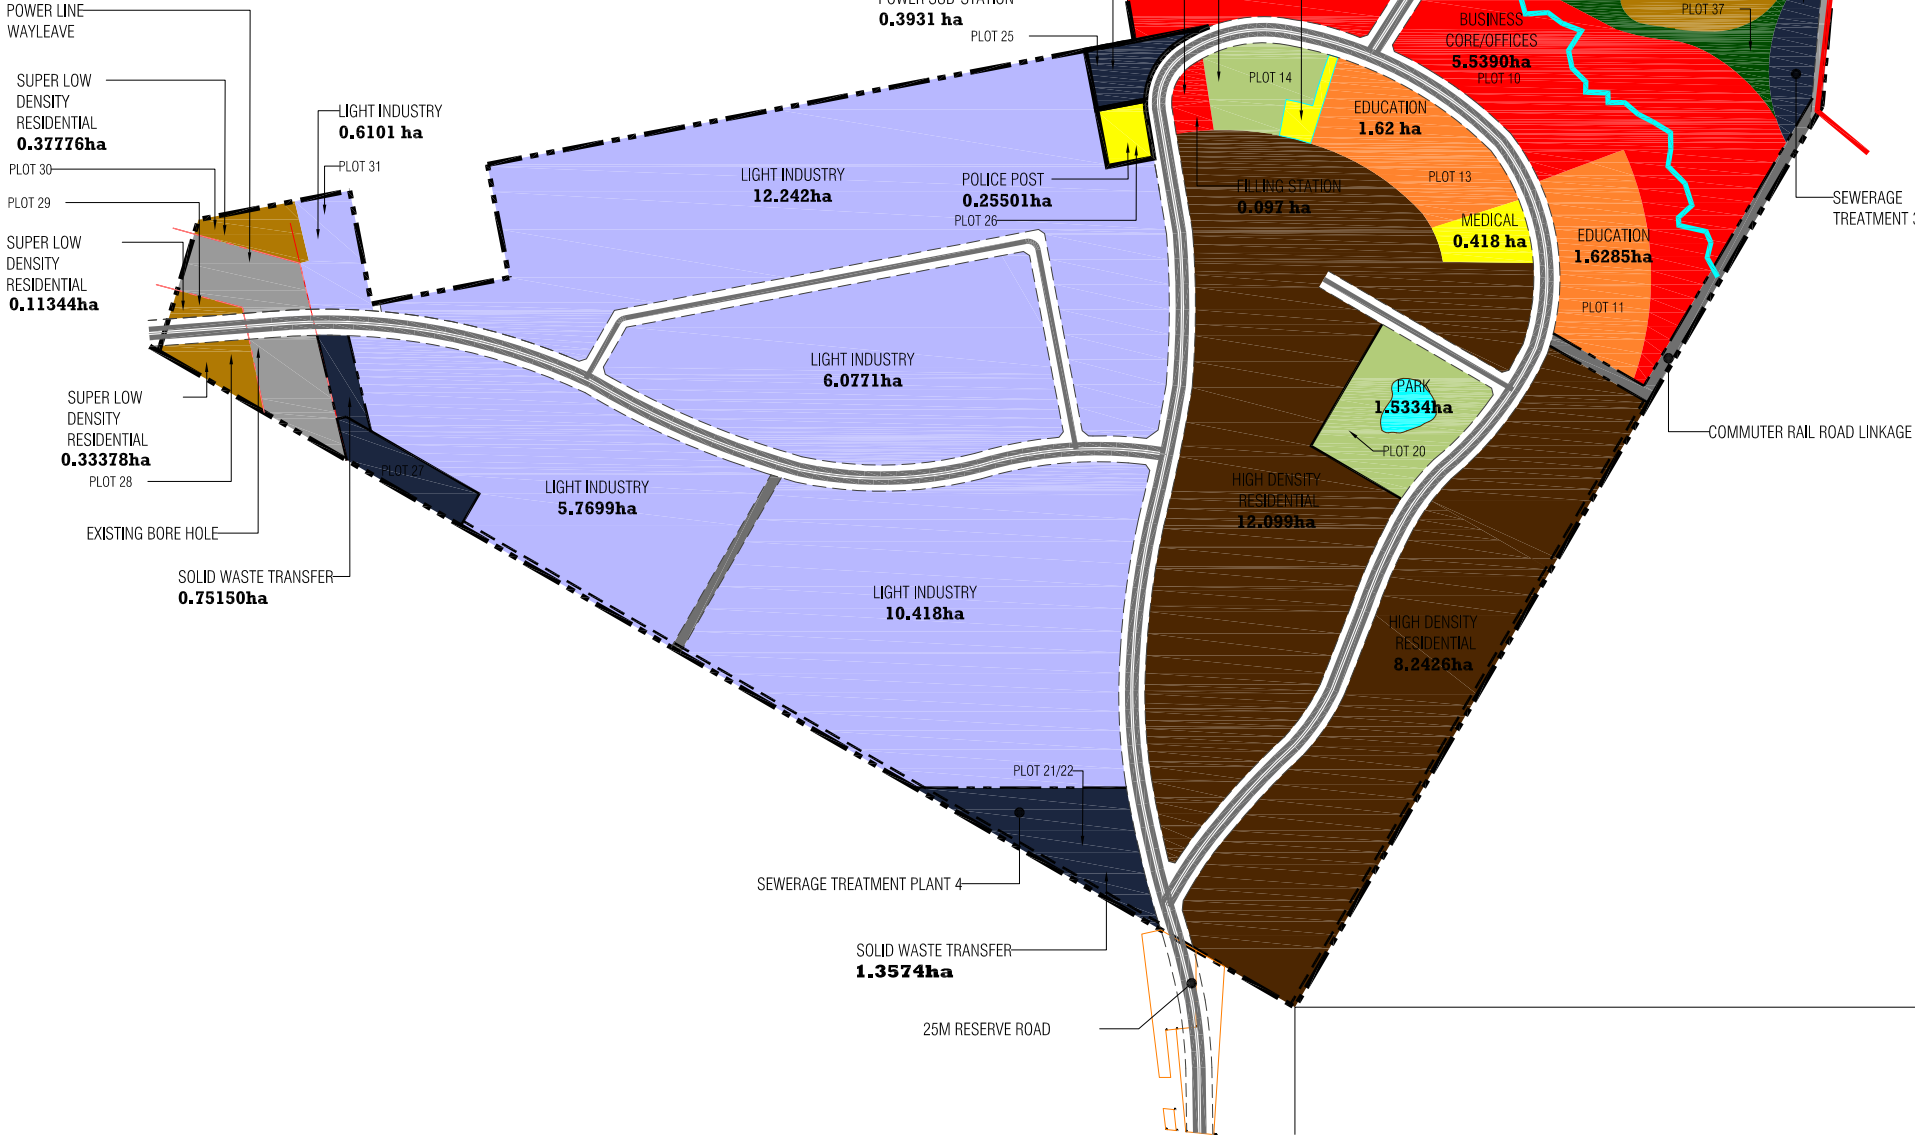 POWER LINE
WAYLEAVE
SUPER LOW
DENSITY
RESIDENTIAL
0.37776ha
PLOT 30
PLOT 29
SUPER LOW
DENSITY
RESIDENTIAL
0.11344ha
LIGHT INDUSTRY
0.6101 ha
PLOT 31
SUPER LOW
DENSITY
RESIDENTIAL
0.33378ha
PLOT 28
EXISTING BORE HOLE
SOLID WASTE TRANSFER
0.75150ha
PLOT 27
POWER SUB-STATION
0.3931 ha
PLOT 25
LIGHT INDUSTRY
12.242ha
POLICE POST
0.25501ha
PLOT 26
LIGHT INDUSTRY
6.0771ha
LIGHT INDUSTRY
5.7699ha
LIGHT INDUSTRY
10.418ha
PLOT 21/22
SEWERAGE TREATMENT PLANT 4
SOLID WASTE TRANSFER
1.3574ha
25M RESERVE ROAD
PLOT 14
EDUCATION
1.62 ha
PLOT 13
FILLING STATION
0.097 ha
MEDICAL
0.418 ha
BUSINESS
CORE/OFFICES
5.5390ha
PLOT 10
PLOT 37
EDUCATION
1.6285ha
PLOT 11
SEWERAGE
TREATMENT
PARK
1.5334ha
PLOT 20
COMMUTER RAIL ROAD LINKAGE
HIGH DENSITY
RESIDENTIAL
12.099ha
HIGH DENSITY
RESIDENTIAL
8.2426ha